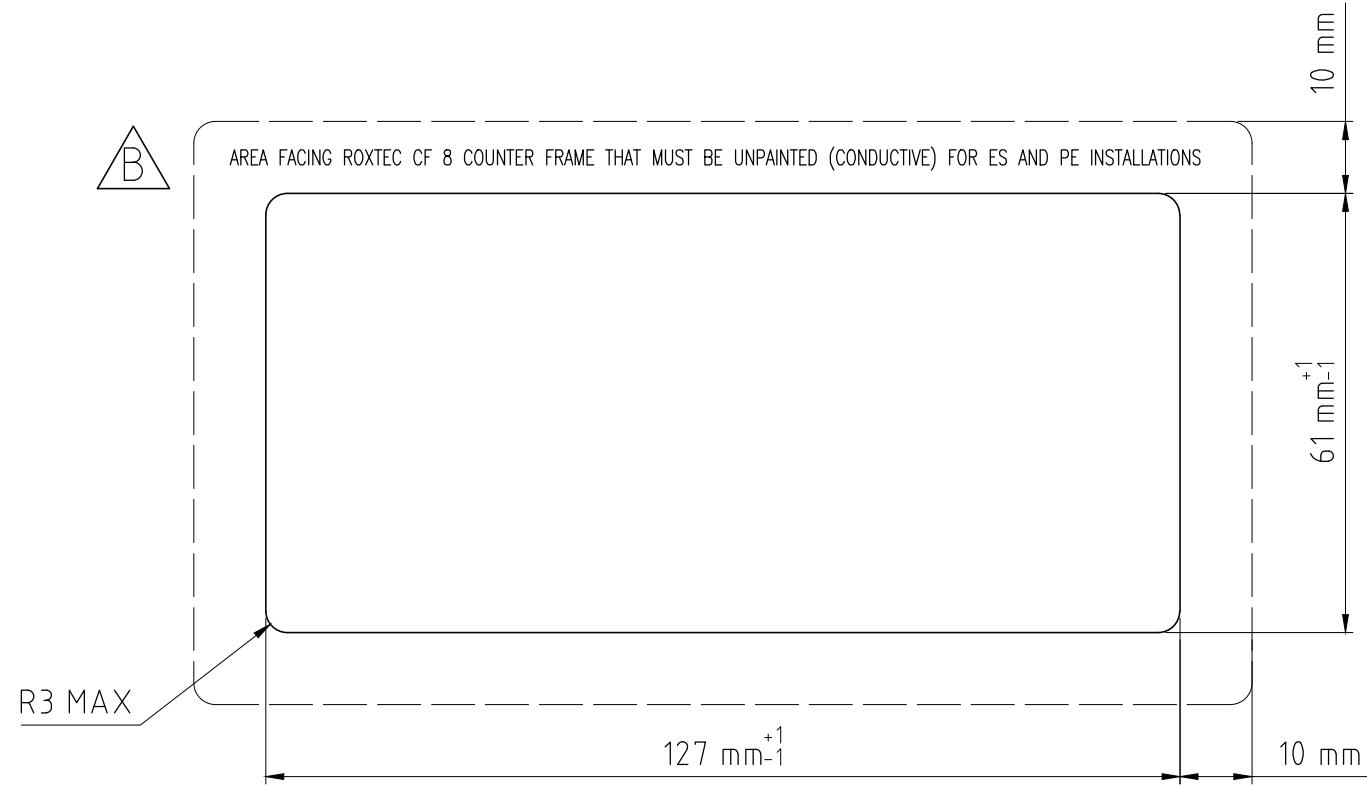 10 mm
B
AREA FACING ROXTEC CF 8 COUNTER FRAME THAT MUST BE UNPAINTED (CONDUCTIVE) FOR ES AND PE INSTALLATIONS
61 mm +1 -1
R3 MAX
127 mm +1 -1
10 mm